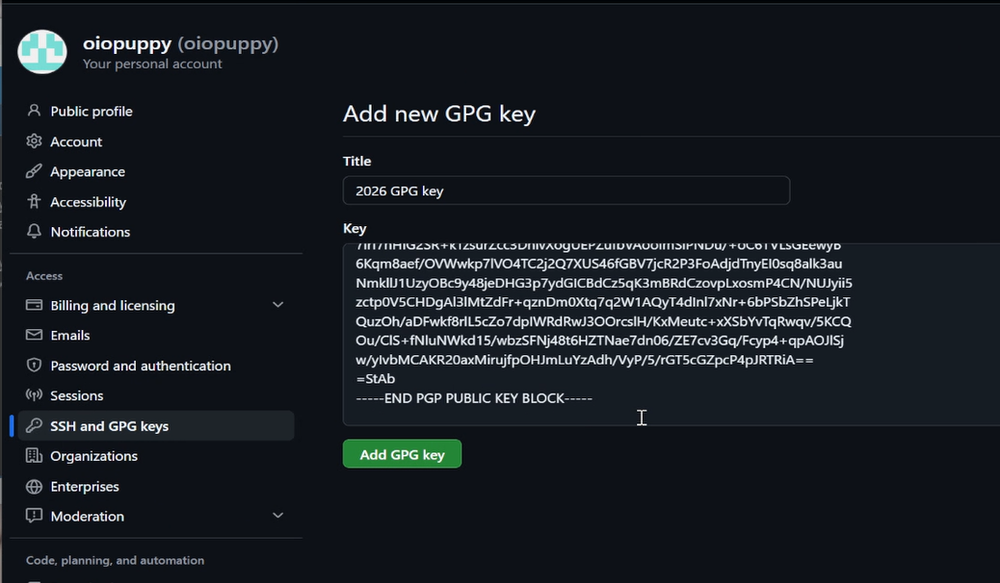 oiopuppy (oiopuppy)
Your personal account
Public profile
Account
Appearance
Accessibility
Notifications
Access
Billing and licensing
Emails
Password and authentication
Sessions
SSH and GPG keys
Organizations
Enterprises
Moderation
Code, planning, and automation
Add new GPG key
Title
2026 GPG key
Key
6Kqm8aef/OVWwkp7lVO4TC2j2Q7XUS46fGBV7jcR2P3FoAdjdTnyEI0sq8alk3au
NmkllJ1UzyOBc9y48jeDHG3p7ydGICBdCz5qK3mBRdCzovpLxosmP4CN/NUJyii5
zctp0V5CHDgAl3lMtZdFr+qznDm0Xtq7q2W1AQyT4dInl7xNr+6bPSbZhSPeLjkT
QuzOh/aDFwkf8rlL5cZo7dpIWRdRwJ3OOrcslH/KxMeutc+xXSbYvTqRwqv/5KCQ
Ou/ClS+fNluNWkd15/wbzSFNj48t6HZTNae7dn06/ZE7cv3Gq/Fcyp4+qpAOJlSj
w/ylvbMCAKR20axMirujfpOHJmLuYzAdh/VyP/5/rGT5cGZpcP4pJRTRiA==
=StAb
-----END PGP PUBLIC KEY BLOCK-----
Add GPG key